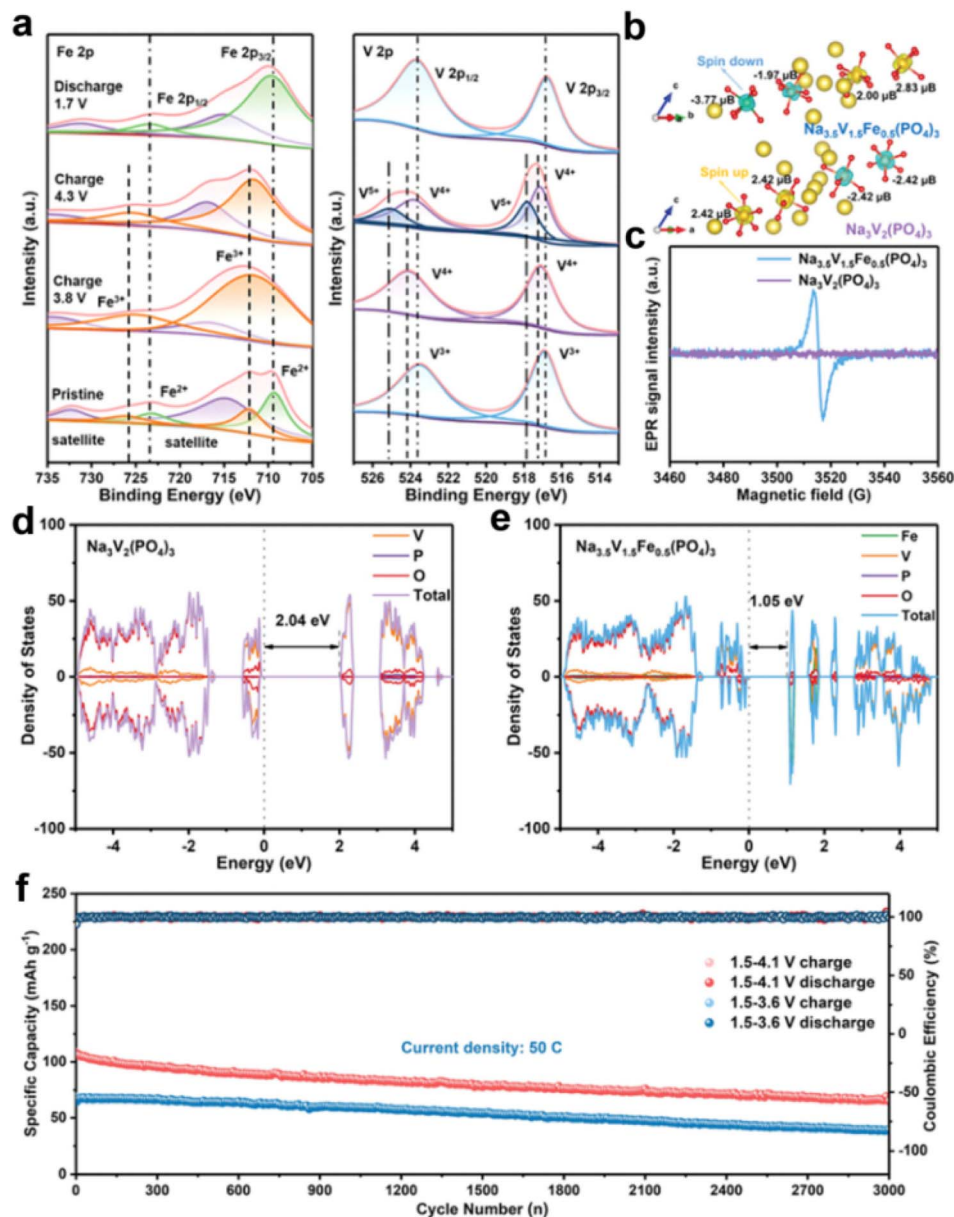 a
Fe 2p
Fe 2p3/2
Discharge
1.7 V
Fe 2p1/2
Charge
4.3 V
Fe3+
Charge
3.8 V
Fe3+
Fe2+
Pristine
Fe2+
satellite
satellite
Intensity (a.u.)
735 730 725 720 715 710 705
Binding Energy (eV)
V 2p
V 2p1/2
V 2p3/2
V5+
V4+
V4+
V5+
V4+
V4+
V3+
V3+
Intensity (a.u.)
526 524 522 520 518 516 514
Binding Energy (eV)
b
Spin down
-1.97 μB
2.83 μB
-3.77 μB
2.00 μB
c
b
Na3.5V1.5Fe0.5(PO4)3
Spin up
2.42 μB
-2.42 μB
2.42 μB
-2.42 μB
c
a
Na3V2(PO4)3
c
Na3.5V1.5Fe0.5(PO4)3
Na3V2(PO4)3
EPR signal intensity (a.u.)
3460 3480 3500 3520 3540 3560
Magnetic field (G)
d
Na3V2(PO4)3
V
P
O
Total
2.04 eV
Density of States
100
50
0
-50
-100
-4 -2 0 2 4
Energy (eV)
e
Na3.5V1.5Fe0.5(PO4)3
Fe
V
P
O
Total
1.05 eV
Density of States
100
50
0
-50
-100
-4 -2 0 2 4
Energy (eV)
f
250
200
150
100
50
0
Specific Capacity (mAh g-1)
1.5-4.1 V charge
1.5-4.1 V discharge
1.5-3.6 V charge
1.5-3.6 V discharge
Current density: 50 C
100
50
0
-50
-100
Coulombic Efficiency (%)
0 300 600 900 1200 1500 1800 2100 2400 2700 3000
Cycle Number (n)